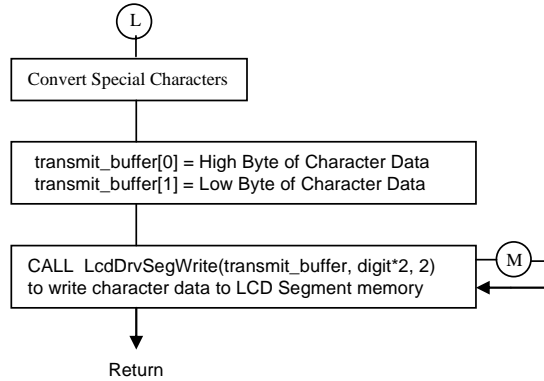 L
Convert Special Characters
transmit_buffer[0] = High Byte of Character Data
transmit_buffer[1] = Low Byte of Character Data
CALL LcdDrvSegWrite(transmit_buffer, digit*2, 2)
to write character data to LCD Segment memory
M
Return